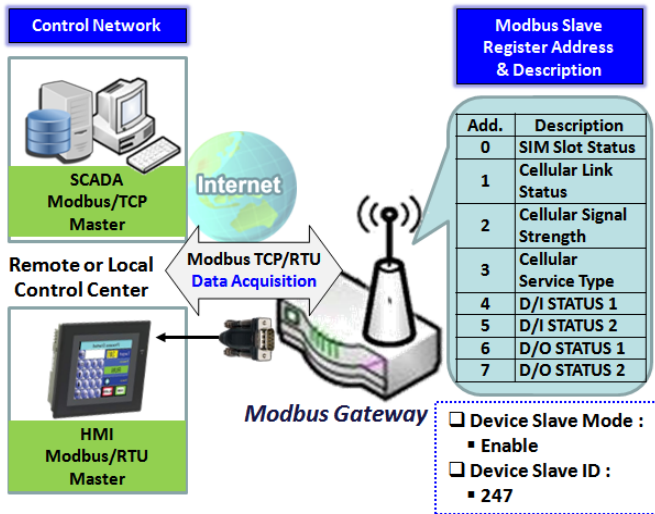 Control Network
SCADA
Modbus/TCP
Master
Internet
Modbus TCP/RTU
Data Acquisition
Remote or Local
Control Center
HMI
Modbus/RTU
Master
Modbus Gateway
Modbus Slave
Register Address
& Description
Add. Description
0 SIM Slot Status
1 Cellular Link
Status
2 Cellular Signal
Strength
3 Cellular
Service Type
4 D/I STATUS 1
5 D/I STATUS 2
6 D/O STATUS 1
7 D/O STATUS 2
❑ Device Slave Mode :
▪ Enable
❑ Device Slave ID :
▪ 247